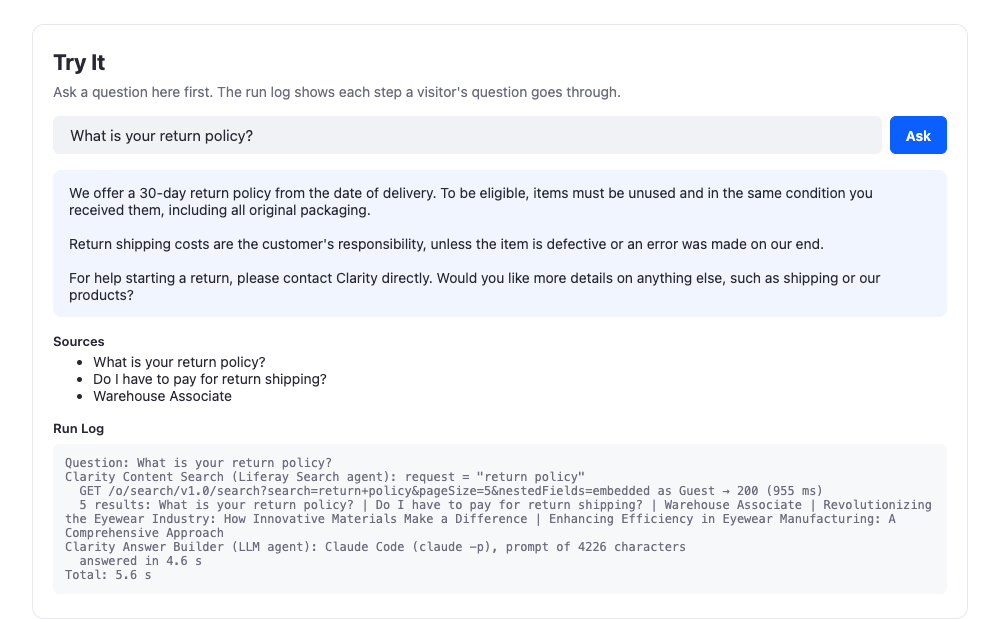 Try It
Ask a question here first. The run log shows each step a visitor's question goes through.
What is your return policy?
Ask
We offer a 30-day return policy from the date of delivery. To be eligible, items must be unused and in the same condition you
received them, including all original packaging.
Return shipping costs are the customer's responsibility, unless the item is defective or an error was made on our end.
For help starting a return, please contact Clarity directly. Would you like more details on anything else, such as shipping or our
products?
Sources
• What is your return policy?
• Do I have to pay for return shipping?
• Warehouse Associate
Run Log
Question: What is your return policy?
Clarity Content Search (Liferay Search agent): request = "return policy"
GET /o/search/v1.0/search?search=return+policy&pageSize=5&nestedFields=embedded as Guest → 200 (955 ms)
5 results: What is your return policy? | Do I have to pay for return shipping? | Warehouse Associate | Revolutionizing
the Eyewear Industry: How Innovative Materials Make a Difference | Enhancing Efficiency in Eyewear Manufacturing: A
Comprehensive Approach
Clarity Answer Builder (LLM agent): Claude Code (claude -p), prompt of 4226 characters
answered in 4.6 s
Total: 5.6 s